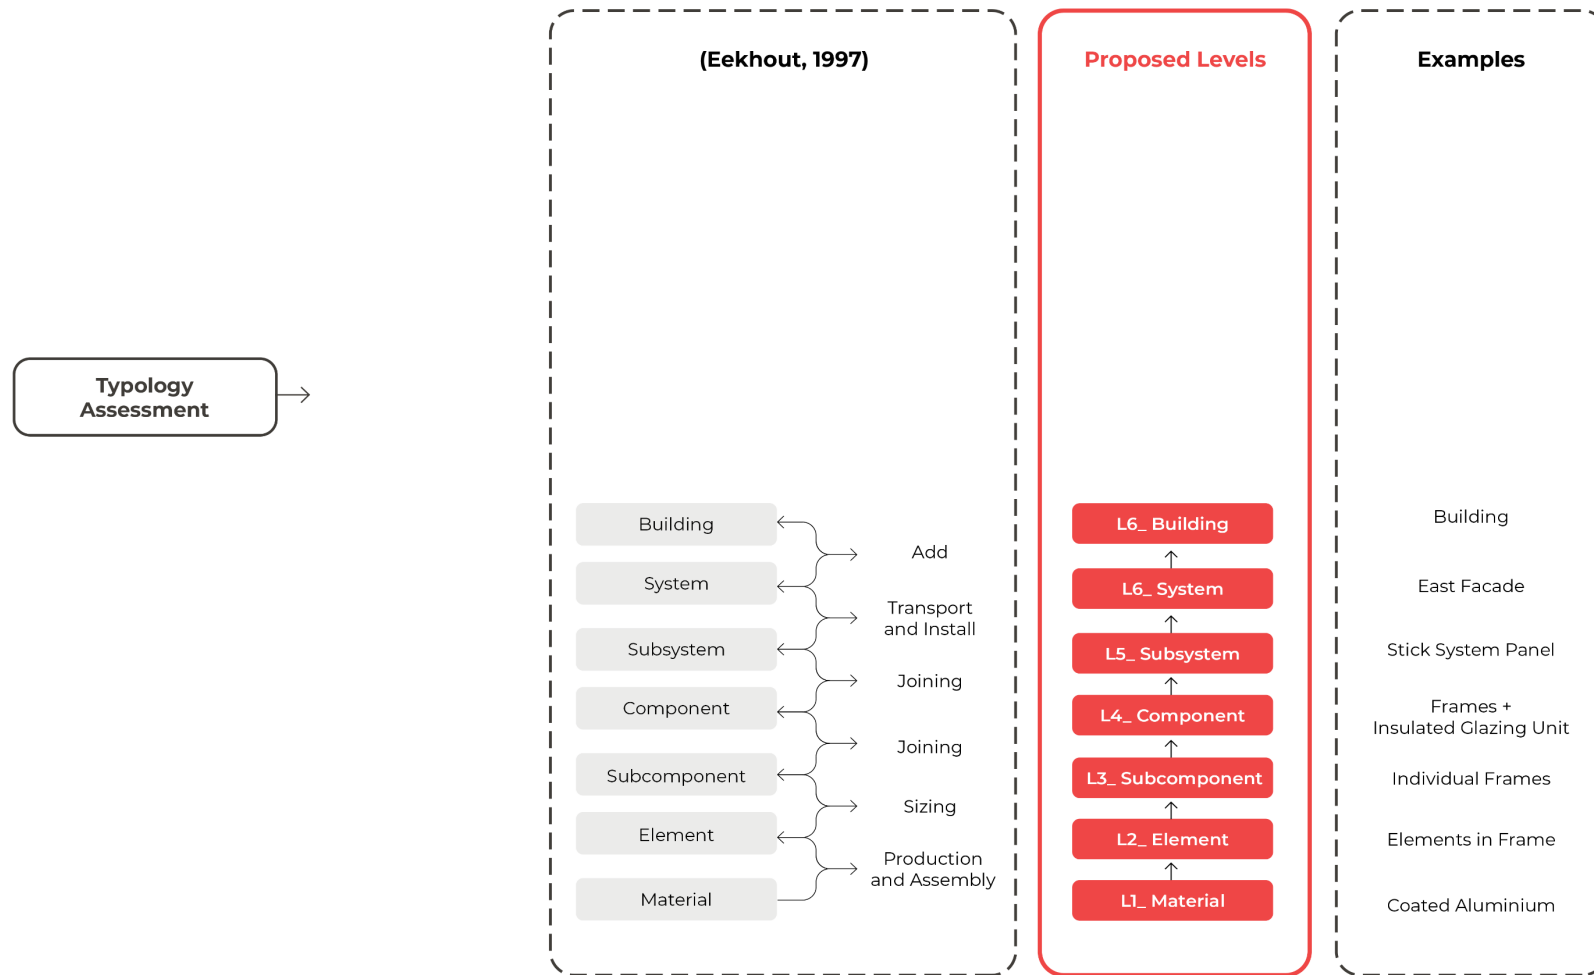 (Eekhout, 1997)
Proposed Levels
Examples
Typology
Assessment
Building
System
Subsystem
Component
Subcomponent
Element
Material
Add
Transport
and Install
Joining
Joining
Sizing
Production
and Assembly
L6_ Building
L6_ System
L5_ Subsystem
L4_ Component
L3_ Subcomponent
L2_ Element
L1_ Material
Building
East Facade
Stick System Panel
Frames +
Insulated Glazing Unit
Individual Frames
Elements in Frame
Coated Aluminium